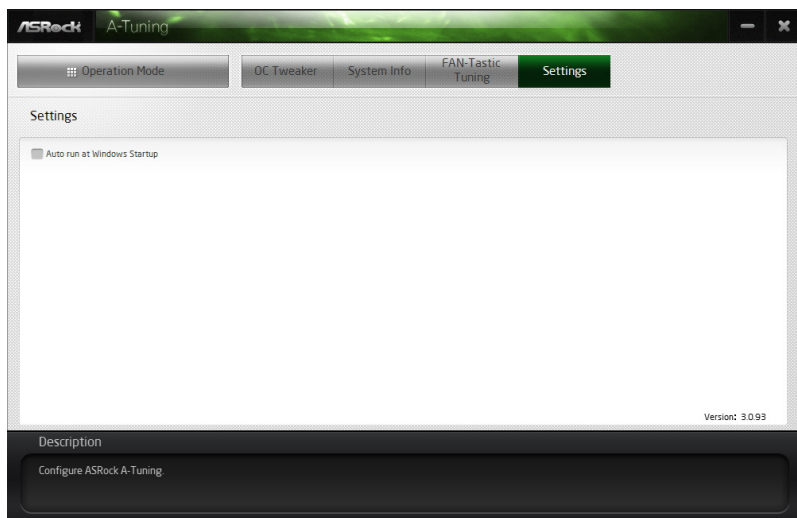 ASRock A-Tuning
Operation Mode
OC Tweaker
System Info
FAN-Tastic
Tuning
Settings
Settings
Auto run at Windows Startup
Version: 3.0.93
Description
Configure ASRock A-Tuning.